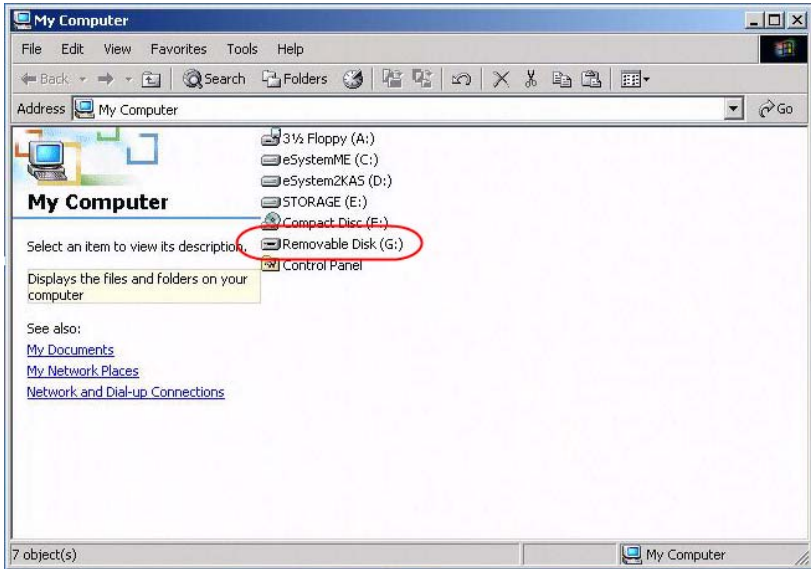 My Computer
File Edit View Favorites Tools Help
Back Search Folders
Address My Computer Go
3½ Floppy (A:)
eSystemME (C:)
eSystem2KAS (D:)
STORAGE (E:)
Compact Disc (F:)
Removable Disk (G:)
Control Panel
My Computer
Select an item to view its description.
Displays the files and folders on your
computer
See also:
My Documents
My Network Places
Network and Dial-up Connections
7 object(s) My Computer